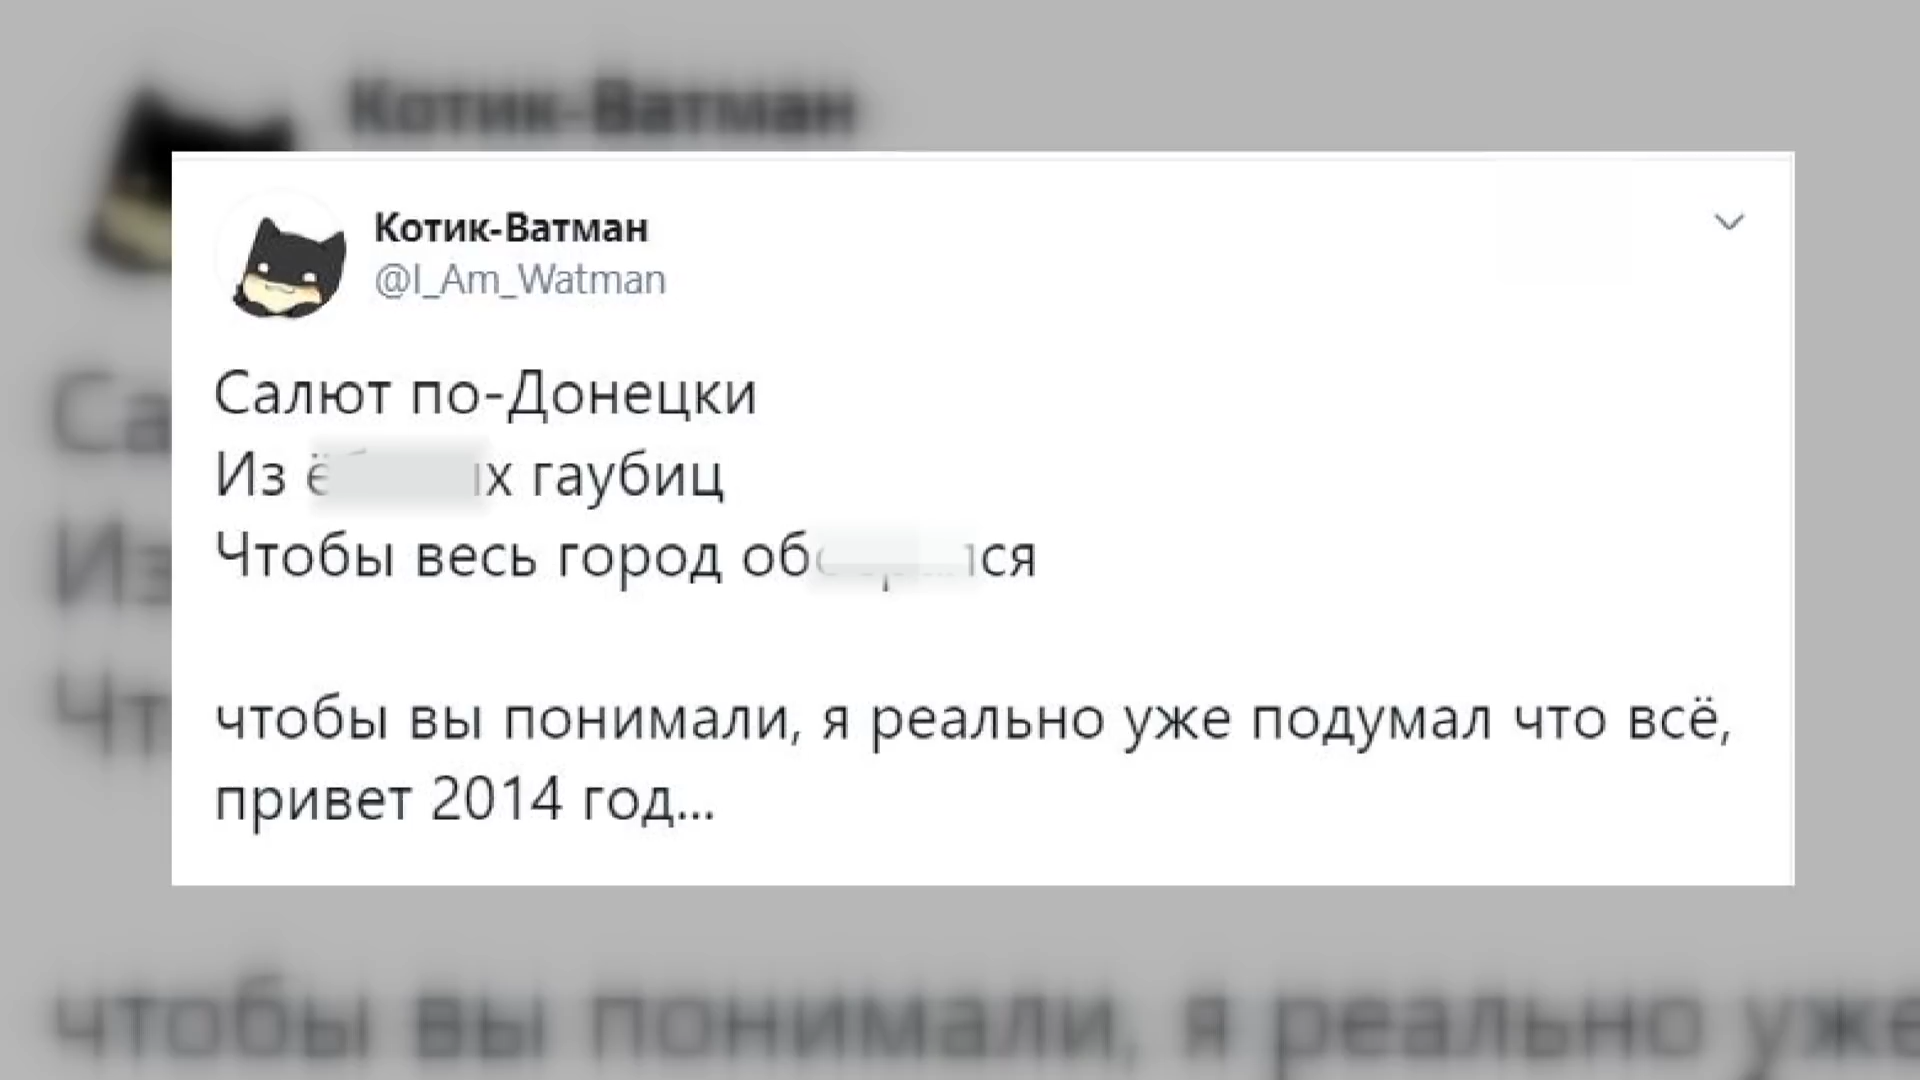 Котик-Ватман
@I_Am_Watman
Салют по-Донецки
Из гаубиц
Чтобы весь город
чтобы вы понимали, я реально уже подумал что всё,
привет 2014 год...